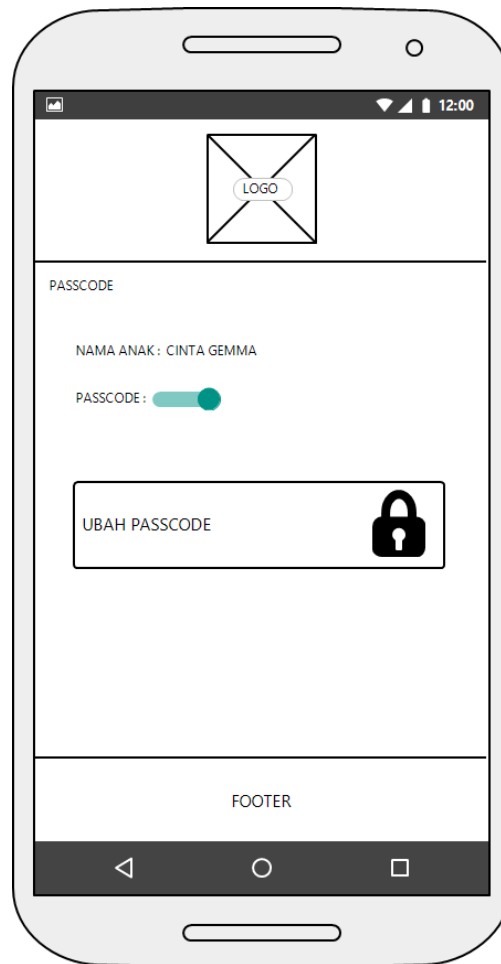 12:00
LOGO
PASSCODE
NAMA ANAK : CINTA GEMMA
PASSCODE :
UBAH PASSCODE
FOOTER